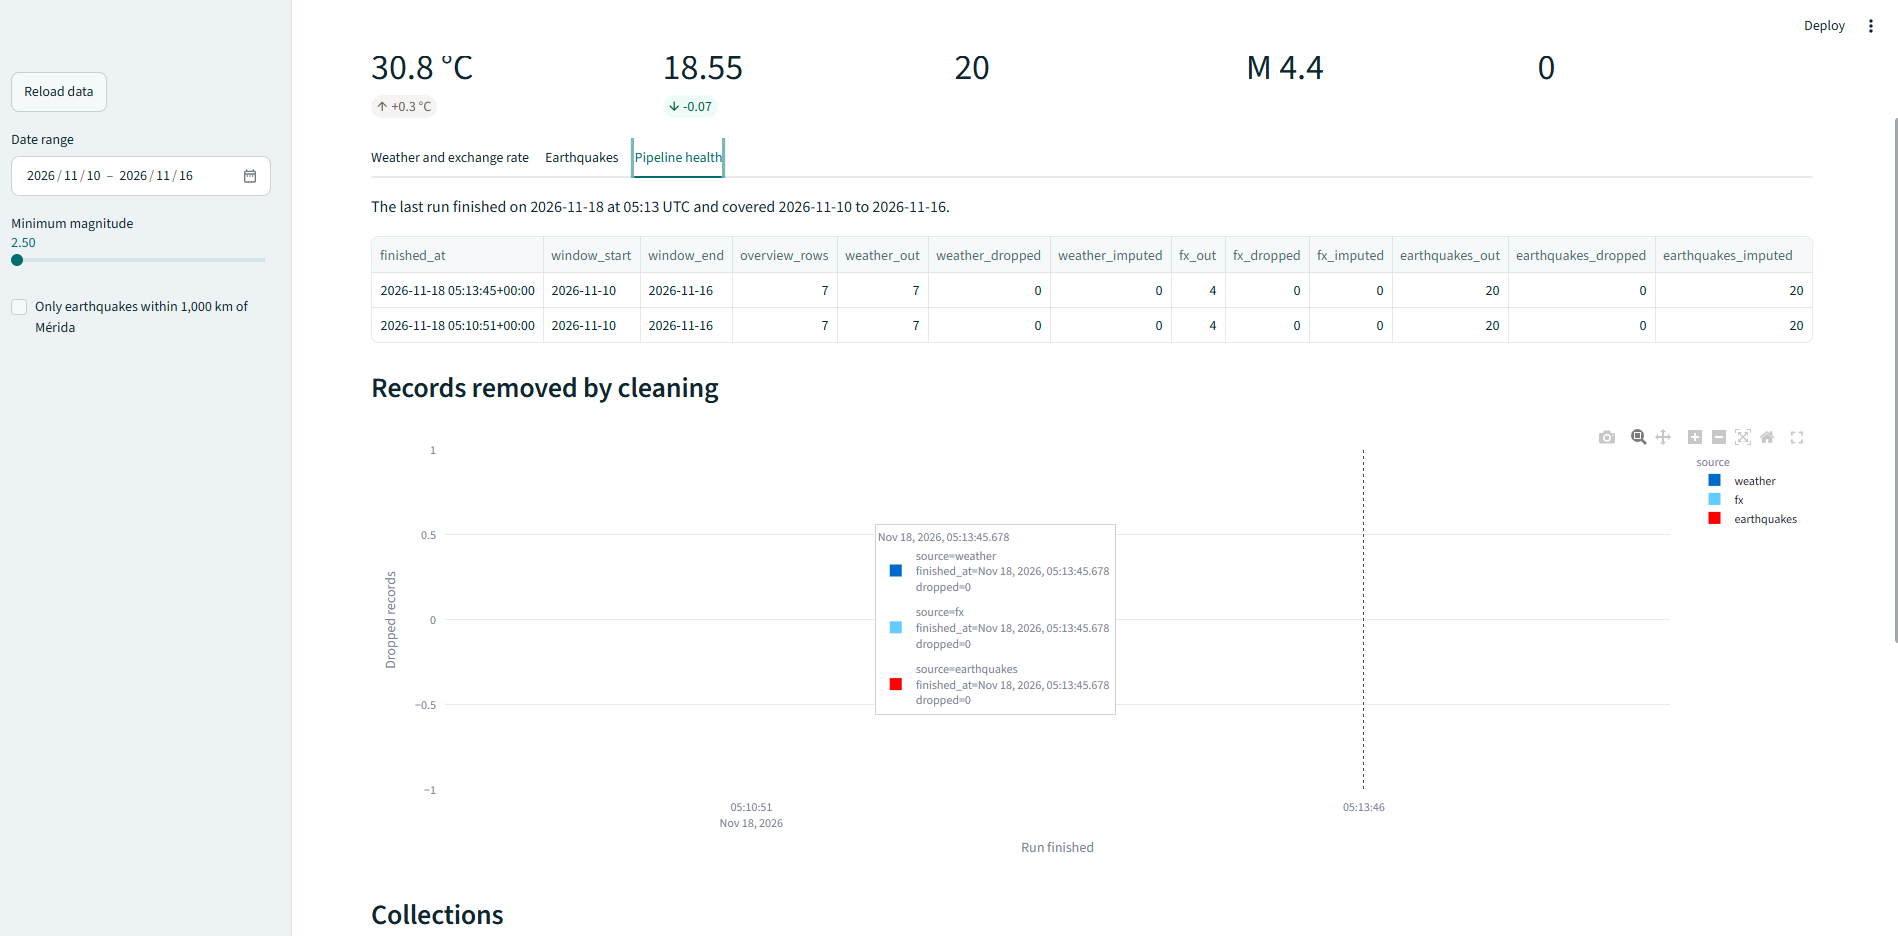 Deploy
Reload data
Date range
2026/11/10 – 2026/11/16
Minimum magnitude
2.50
Only earthquakes within 1,000 km of
Mérida
30.8 °C 18.55 20 M 4.4 0
↑ +0.3 °C ↓ -0.07
Weather and exchange rate Earthquakes Pipeline health
The last run finished on 2026-11-18 at 05:13 UTC and covered 2026-11-10 to 2026-11-16.
finished_at window_start window_end overview_rows weather_out weather_dropped weather_imputed fx_out fx_dropped fx_imputed earthquakes_out earthquakes_dropped earthquakes_imputed
2026-11-18 05:13:45+00:00 2026-11-10 2026-11-16 7 7 0 0 4 0 0 20 0 20
2026-11-18 05:10:51+00:00 2026-11-10 2026-11-16 7 7 0 0 4 0 0 20 0 20
Records removed by cleaning
source
weather
fx
earthquakes
Dropped records
1
0.5
0
−0.5
−1
Nov 18, 2026, 05:13:45.678
source=weather
finished_at=Nov 18, 2026, 05:13:45.678
dropped=0
source=fx
finished_at=Nov 18, 2026, 05:13:45.678
dropped=0
source=earthquakes
finished_at=Nov 18, 2026, 05:13:45.678
dropped=0
05:10:51 05:13:46
Nov 18, 2026
Run finished
Collections